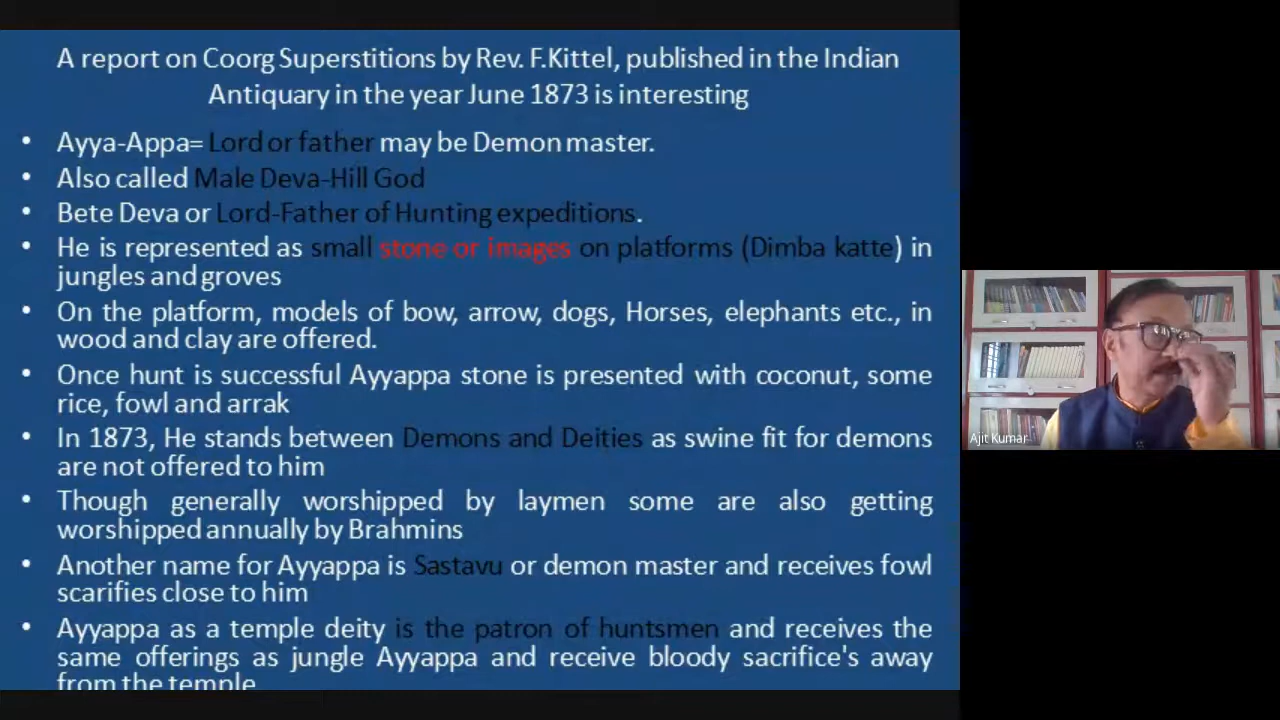 A report on Coorg Superstitions by Rev. F.Kittel, published in the Indian
Antiquary in the year June 1873 is interesting
• Ayya-Appa= Lord or father may be Demon master.
• Also called Male Deva-Hill God
• Bete Deva or Lord-Father of Hunting expeditions.
• He is represented as small stone or images on platforms (Dimba katte) in
jungles and groves
• On the platform, models of bow, arrow, dogs, Horses, elephants etc., in
wood and clay are offered.
• Once hunt is successful Ayyappa stone is presented with coconut, some
rice, fowl and arrak
• In 1873, He stands between Demons and Deities as swine fit for demons
are not offered to him
• Though generally worshipped by laymen some are also getting
worshipped annually by Brahmins
• Another name for Ayyappa is Sastavu or demon master and receives fowl
scarifies close to him
• Ayyappa as a temple deity is the patron of huntsmen and receives the
same offerings as jungle Ayyappa and receive bloody sacrifice's away
from the temple
Ajit Kumar